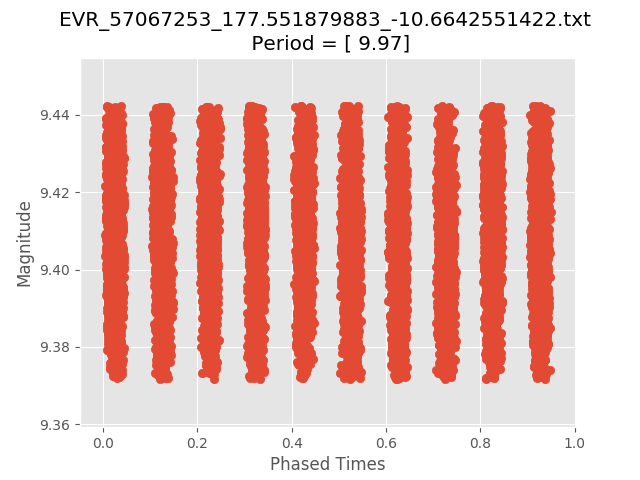 EVR_57067253_177.551879883_-10.6642551422.txt
Period = [ 9.97]
Magnitude
9.44
9.42
9.40
9.38
9.36
0.0 0.2 0.4 0.6 0.8 1.0
Phased Times